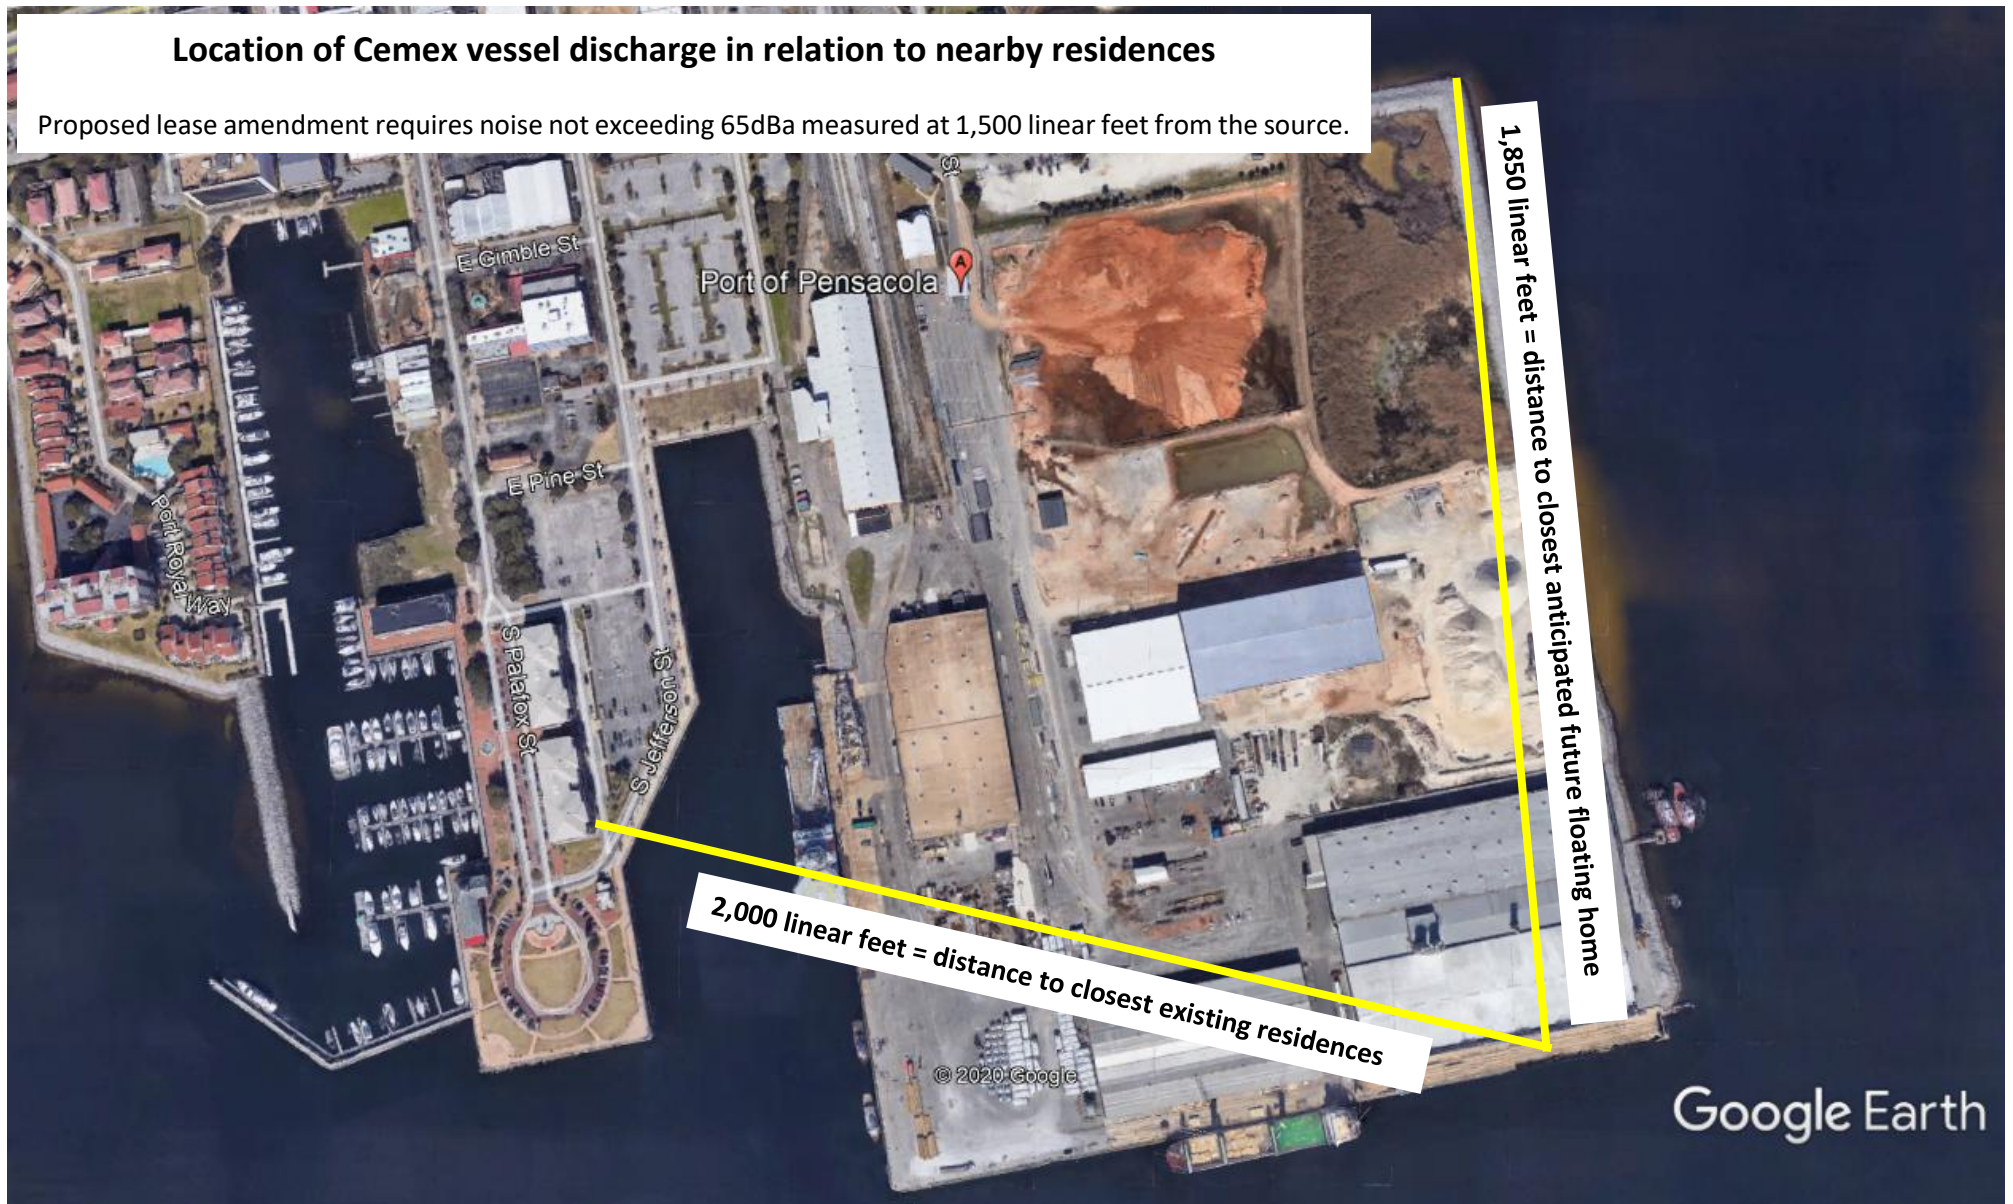 Location of Cemex vessel discharge in relation to nearby residences
Proposed lease amendment requires noise not exceeding 65dBa measured at 1,500 linear feet from the source.
St
1,850 linear feet = distance to closest anticipated future floating home
E Gimble St
Port of Pensacola
A
E Pine St
Port Royal Way
S Palafox St
S Jefferson St
2,000 linear feet = distance to closest existing residences
© 2020 Google
Google Earth